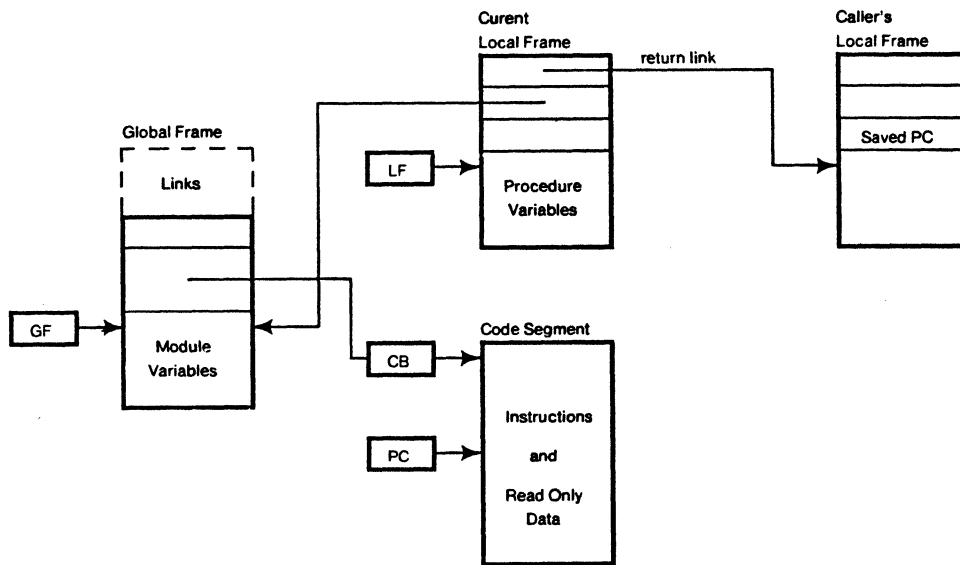 Curent
Local Frame
Caller's
Local Frame
return link
Global Frame
Links
Saved PC
LF
Procedure
Variables
GF
Module
Variables
Code Segment
CB
Instructions
and
Read Only
Data
PC